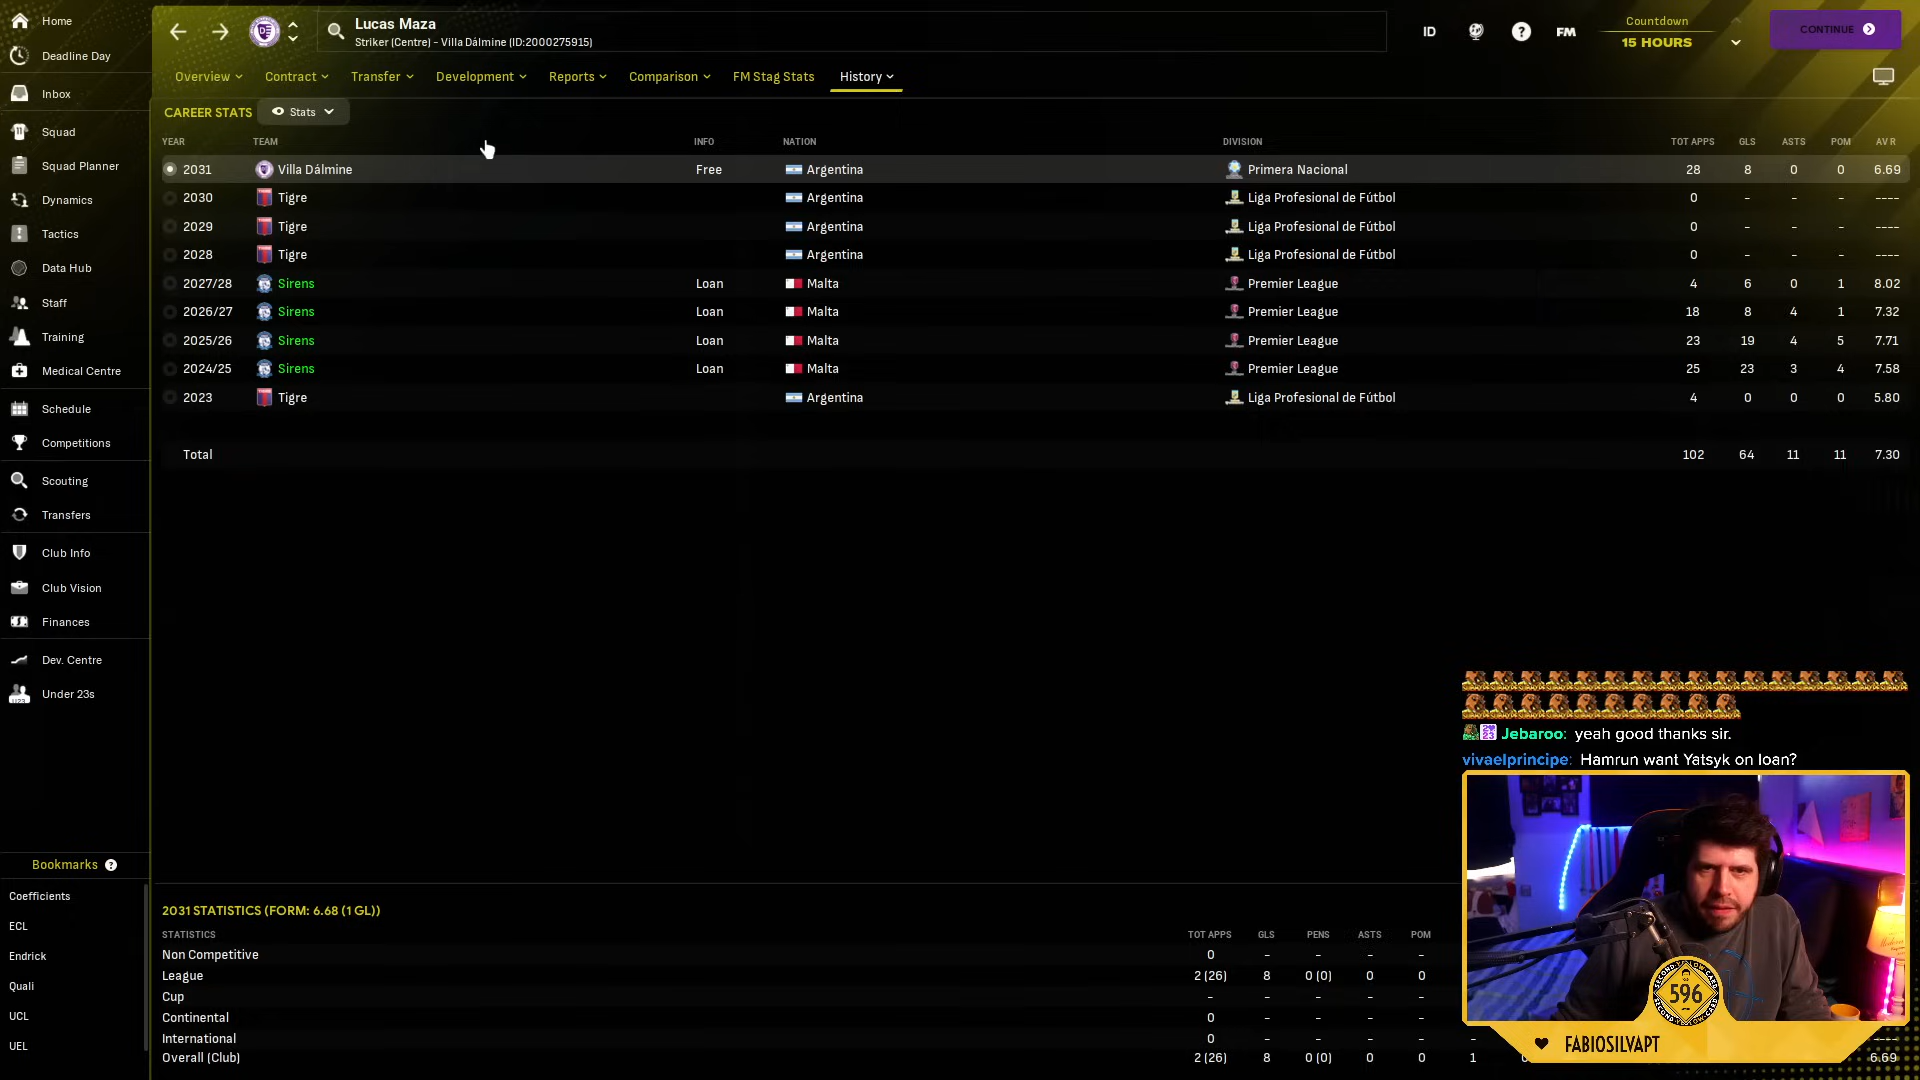 Home
Deadline Day
Inbox
Squad
Squad Planner
Dynamics
Tactics
Data Hub
Staff
Training
Medical Centre
Schedule
Competitions
Scouting
Transfers
Club Info
Club Vision
Finances
Dev. Centre
Under 23s
Bookmarks ?
Coefficients
ECL
Endrick
Quali
UCL
UEL
Lucas Maza
Striker (Centre) - Villa Dálmine (ID:2000275915)
ID
?
FM
Countdown
15 HOURS
CONTINUE
Overview Contract Transfer Development Reports Comparison FM Stag Stats History
CAREER STATS Stats
YEAR TEAM INFO NATION DIVISION TOT APPS GLS ASTS POM AV R
2031 Villa Dálmine Free Argentina Primera Nacional 28 8 0 0 6.69
2030 Tigre Argentina Liga Profesional de Fútbol 0 - - - ----
2029 Tigre Argentina Liga Profesional de Fútbol 0 - - - ----
2028 Tigre Argentina Liga Profesional de Fútbol 0 - - - ----
2027/28 Sirens Loan Malta Premier League 4 6 0 1 8.02
2026/27 Sirens Loan Malta Premier League 18 8 4 1 7.32
2025/26 Sirens Loan Malta Premier League 23 19 4 5 7.71
2024/25 Sirens Loan Malta Premier League 25 23 3 4 7.58
2023 Tigre Argentina Liga Profesional de Fútbol 4 0 0 0 5.80
Total 102 64 11 11 7.30
Jebaroo: yeah good thanks sir.
vivaelprincipe: Hamrun want Yatsyk on loan?
2031 STATISTICS (FORM: 6.68 (1 GL))
STATISTICS TOT APPS GLS PENS ASTS POM
Non Competitive 0 - - - -
League 2 (26) 8 0 (0) 0 0
Cup - - - - -
Continental 0 - - - -
International 0 - - - - -
Overall (Club) 2 (26) 8 0 (0) 0 0 1 6.69
SECOND YELLOW CARD
596
FABIOSILVAPT